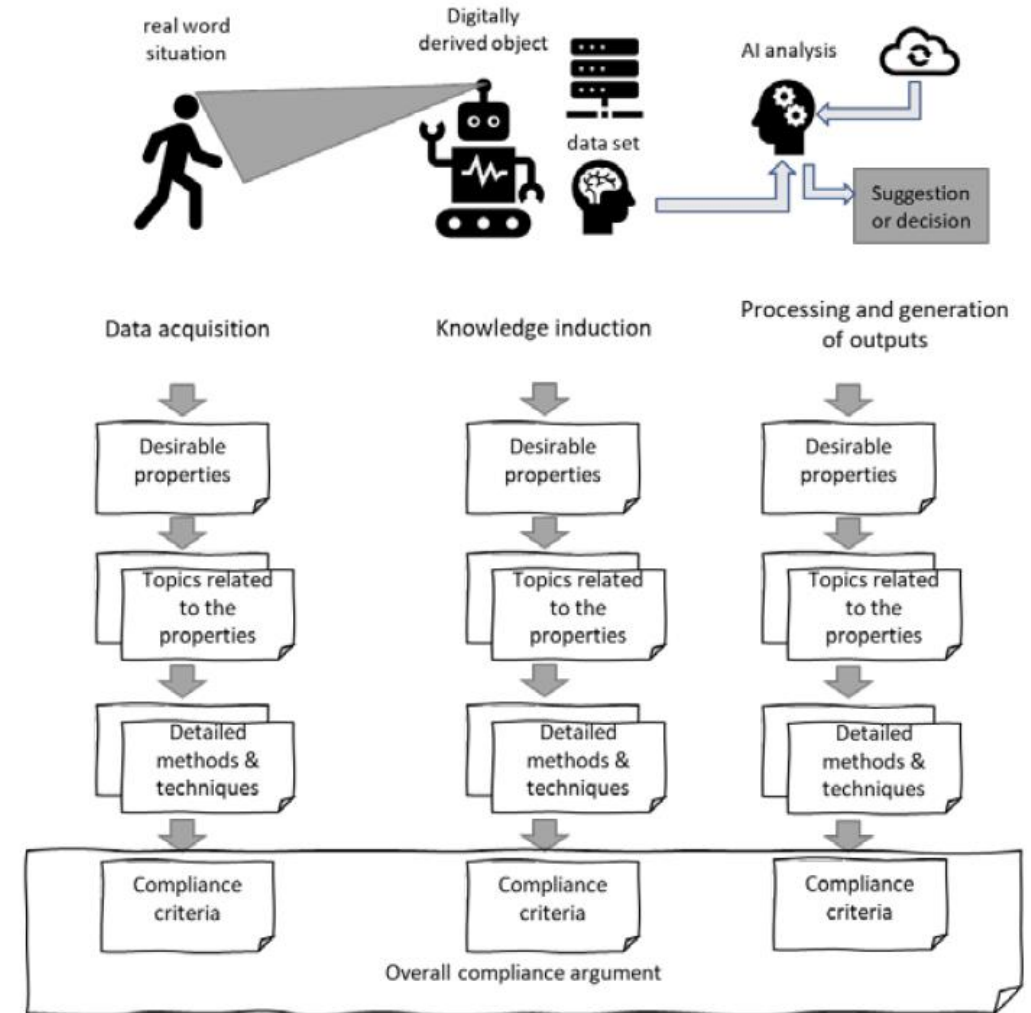 real word
situation
Digitally
derived object
data set
AI analysis
Suggestion
or decision
Data acquisition
Knowledge induction
Processing and generation
of outputs
Desirable
properties
Desirable
properties
Desirable
properties
Topics related
to the
properties
Topics related
to the
properties
Topics related
to the
properties
Detailed
methods &
techniques
Detailed
methods &
techniques
Detailed
methods &
techniques
Compliance
criteria
Compliance
criteria
Compliance
criteria
Overall compliance argument